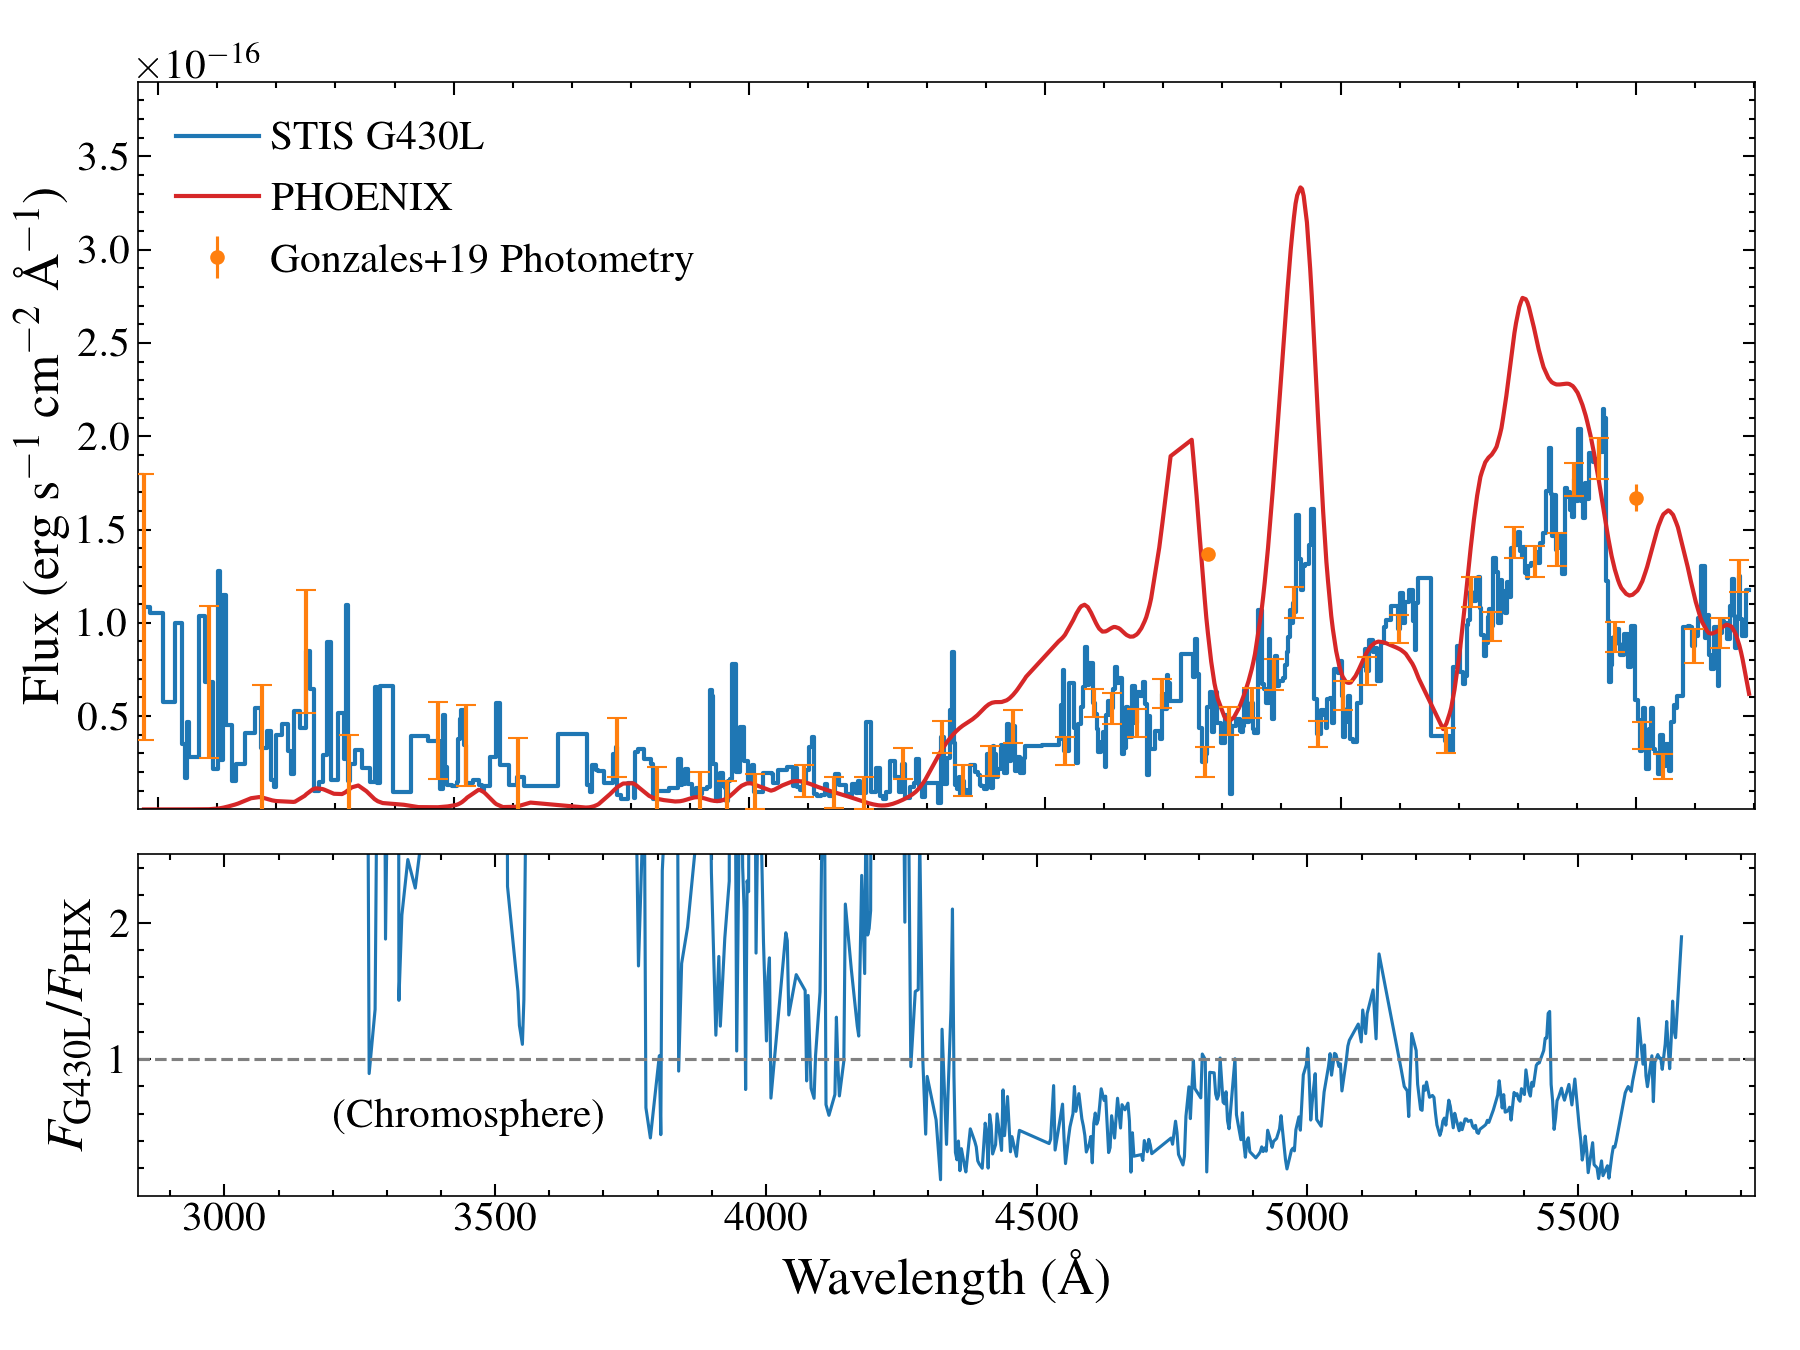 ×10⁻¹⁶
STIS G430L
PHOENIX
Gonzales+19 Photometry
3.5
3.0
2.5
2.0
1.5
1.0
0.5
Flux (erg s⁻¹ cm⁻² Å⁻¹)
2
1
F_G430L/F_PHX
(Chromosphere)
3000 3500 4000 4500 5000 5500
Wavelength (Å)